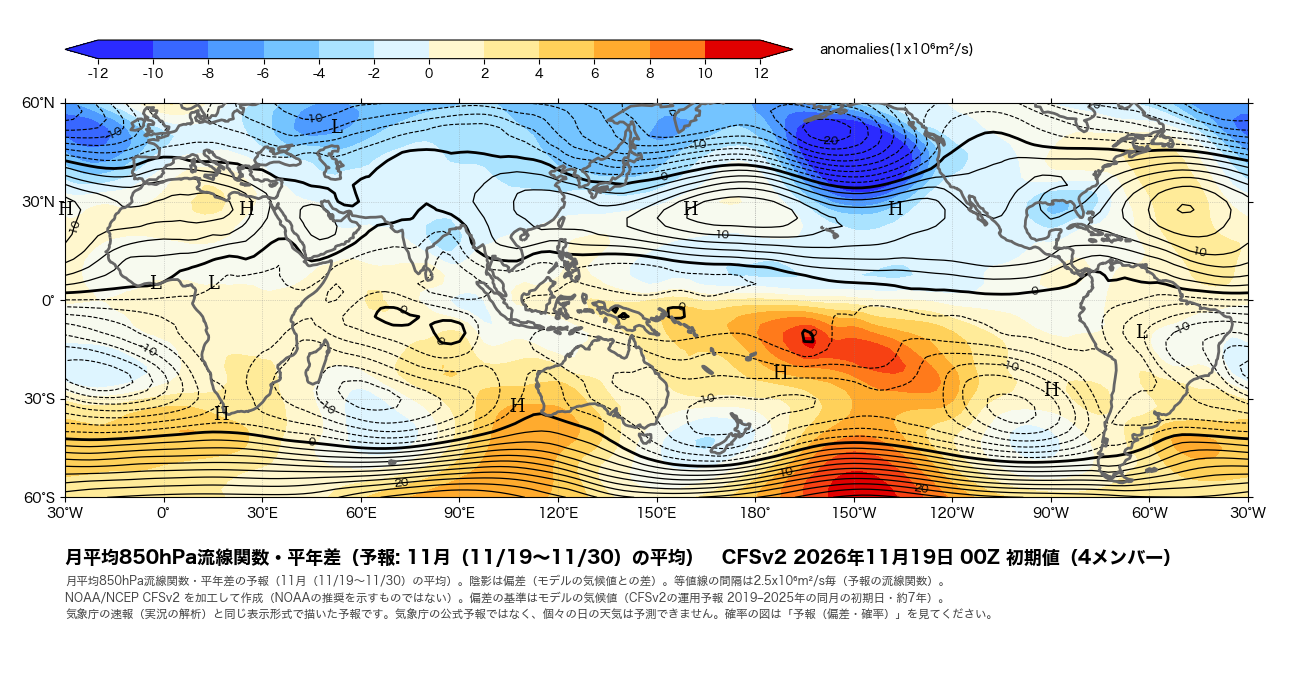 anomalies(1x10⁶m²/s)
-12 -10 -8 -6 -4 -2 0 2 4 6 8 10 12
60°N
30°N
0°
30°S
60°S
30°W 0° 30°E 60°E 90°E 120°E 150°E 180° 150°W 120°W 90°W 60°W 30°W
月平均850hPa流線関数・平年差（予報: 11月（11/19〜11/30）の平均） CFSv2 2026年11月19日 00Z 初期値（4メンバー）
月平均850hPa流線関数・平年差の予報（11月（11/19〜11/30）の平均）。陰影は偏差（モデルの気候値との差）。等値線の間隔は2.5x10⁶m²/s毎（予報の流線関数）。
NOAA/NCEP CFSv2 を加工して作成（NOAAの推奨を示すものではない）。偏差の基準はモデルの気候値（CFSv2の運用予報 2019–2025年の同月の初期日・約7年）。
気象庁の速報（実況の解析）と同じ表示形式で描いた予報です。気象庁の公式予報ではなく、個々の日の天気は予測できません。確率の図は「予報（偏差・確率）」を見てください。